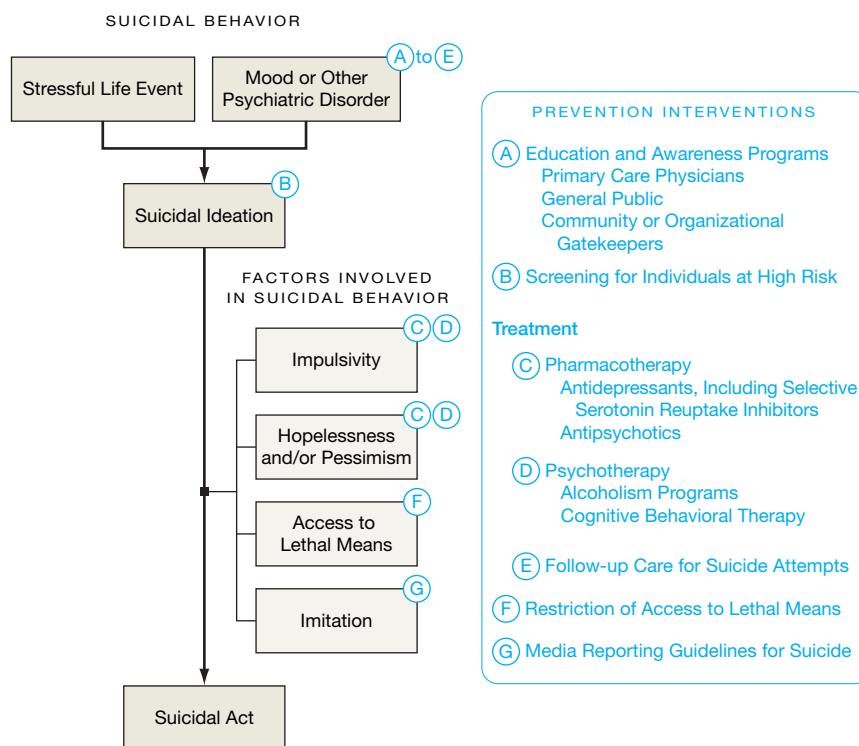 SUICIDAL BEHAVIOR
Stressful Life Event
Mood or Other
Psychiatric Disorder
A to E
Suicidal Ideation
B
FACTORS INVOLVED
IN SUICIDAL BEHAVIOR
C D
Impulsivity
C D
Hopelessness
and/or Pessimism
F
Access to
Lethal Means
G
Imitation
Suicidal Act
PREVENTION INTERVENTIONS
A Education and Awareness Programs
Primary Care Physicians
General Public
Community or Organizational
Gatekeepers
B Screening for Individuals at High Risk
Treatment
C Pharmacotherapy
Antidepressants, Including Selective
Serotonin Reuptake Inhibitors
Antipsychotics
D Psychotherapy
Alcoholism Programs
Cognitive Behavioral Therapy
E Follow-up Care for Suicide Attempts
F Restriction of Access to Lethal Means
G Media Reporting Guidelines for Suicide